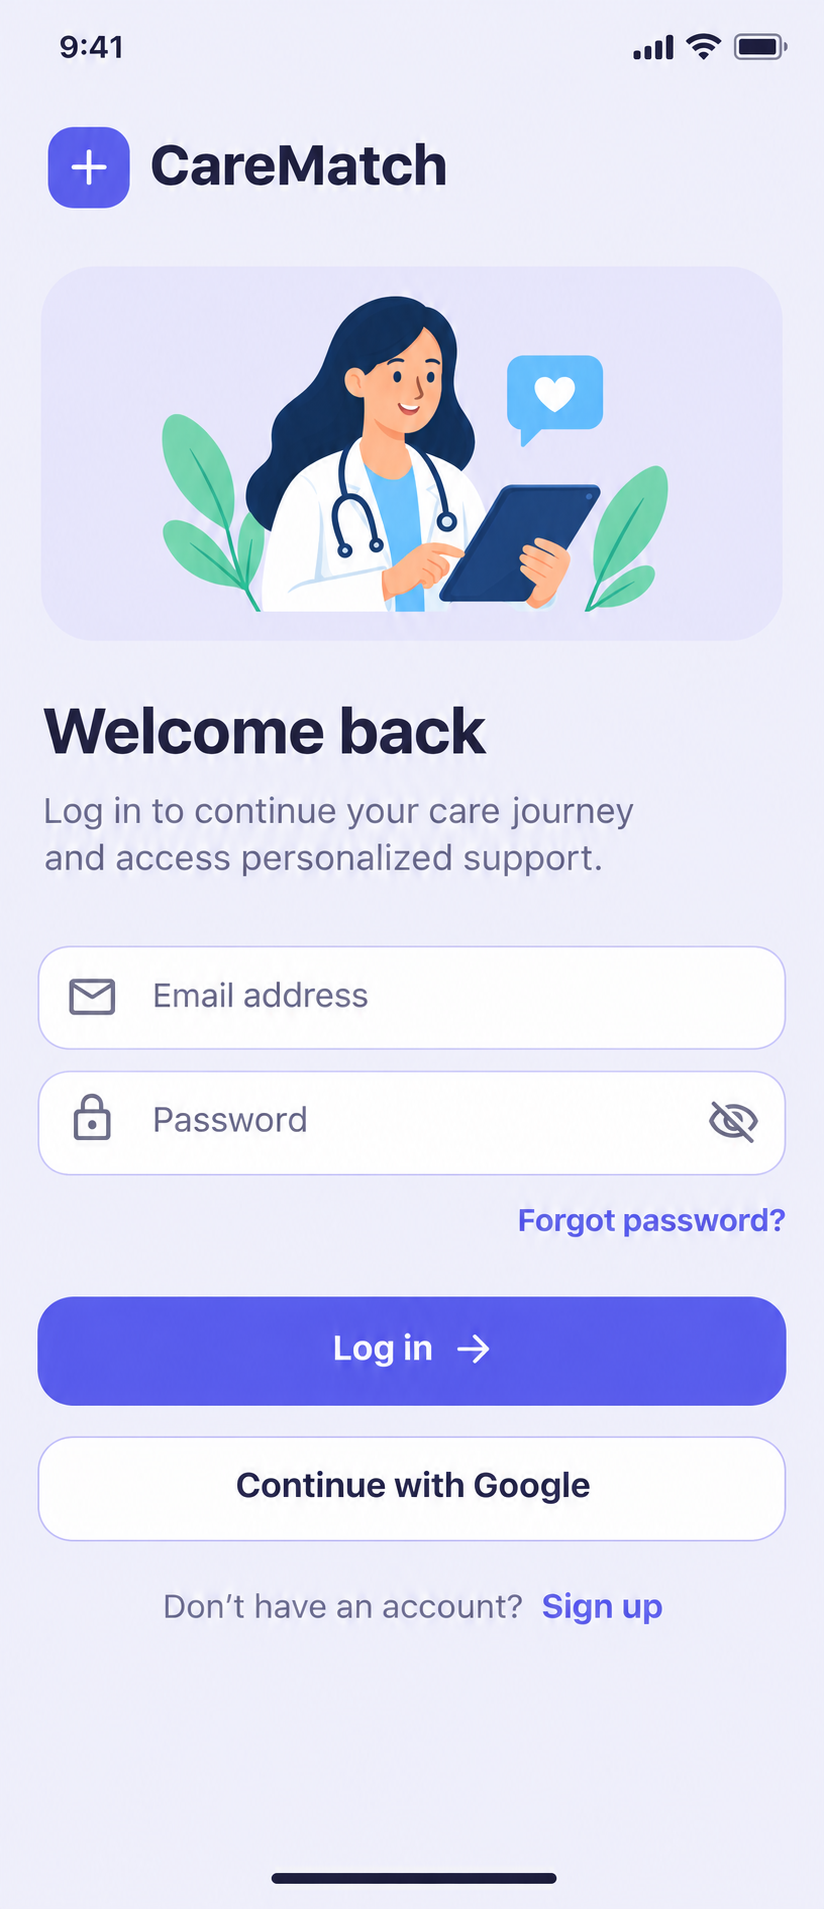 9:41
CareMatch
Welcome back
Log in to continue your care journey
and access personalized support.
Email address
Password
Forgot password?
Log in →
Continue with Google
Don’t have an account? Sign up